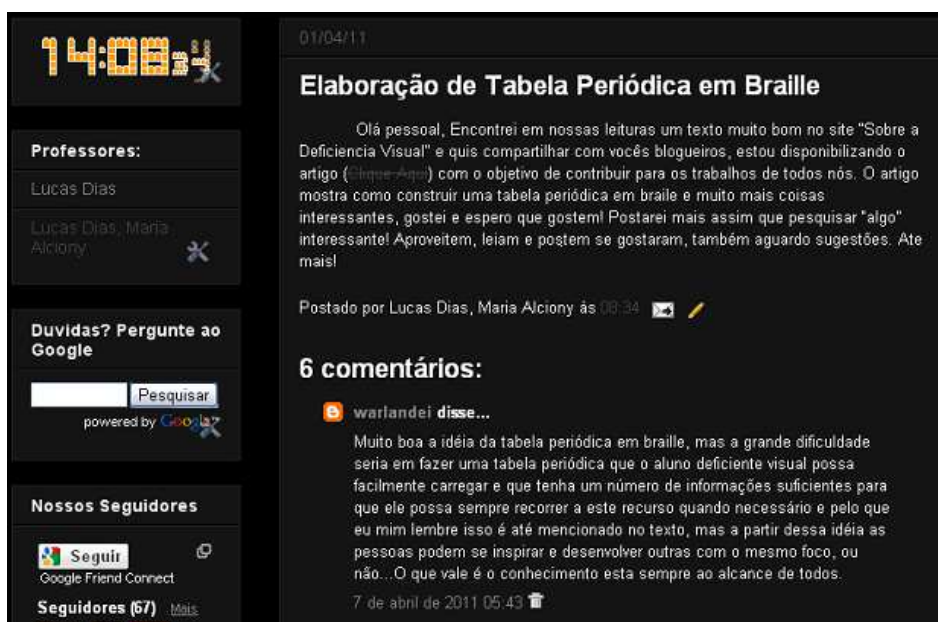 14:08:34
Professores:
Lucas Dias
Lucas Dias, Maria
Alciony
Duvidas? Pergunte ao
Google
Pesquisar
powered by Google
Nossos Seguidores
Seguir
Google Friend Connect
Seguidores (67) Mais
01/04/11
Elaboração de Tabela Periódica em Braille
Olá pessoal, Encontrei em nossas leituras um texto muito bom no site "Sobre a
Deficiencia Visual" e quis compartilhar com vocês blogueiros, estou disponibilizando o
artigo (Clique Aqui) com o objetivo de contribuir para os trabalhos de todos nós. O artigo
mostra como construir uma tabela periódica em braile e muito mais coisas
interessantes, gostei e espero que gostem! Postarei mais assim que pesquisar "algo"
interessante! Aproveitem, leiam e postem se gostaram, também aguardo sugestões. Ate
mais!
Postado por Lucas Dias, Maria Alciony às 08:34
6 comentários:
warlandei disse...
Muito boa a idéia da tabela periódica em braille, mas a grande dificuldade
seria em fazer uma tabela periódica que o aluno deficiente visual possa
facilmente carregar e que tenha um número de informações suficientes para
que ele possa sempre recorrer a este recurso quando necessário e pelo que
eu mim lembre isso é até mencionado no texto, mas a partir dessa idéia as
pessoas podem se inspirar e desenvolver outras com o mesmo foco, ou
não...O que vale é o conhecimento esta sempre ao alcance de todos.
7 de abril de 2011 05:43